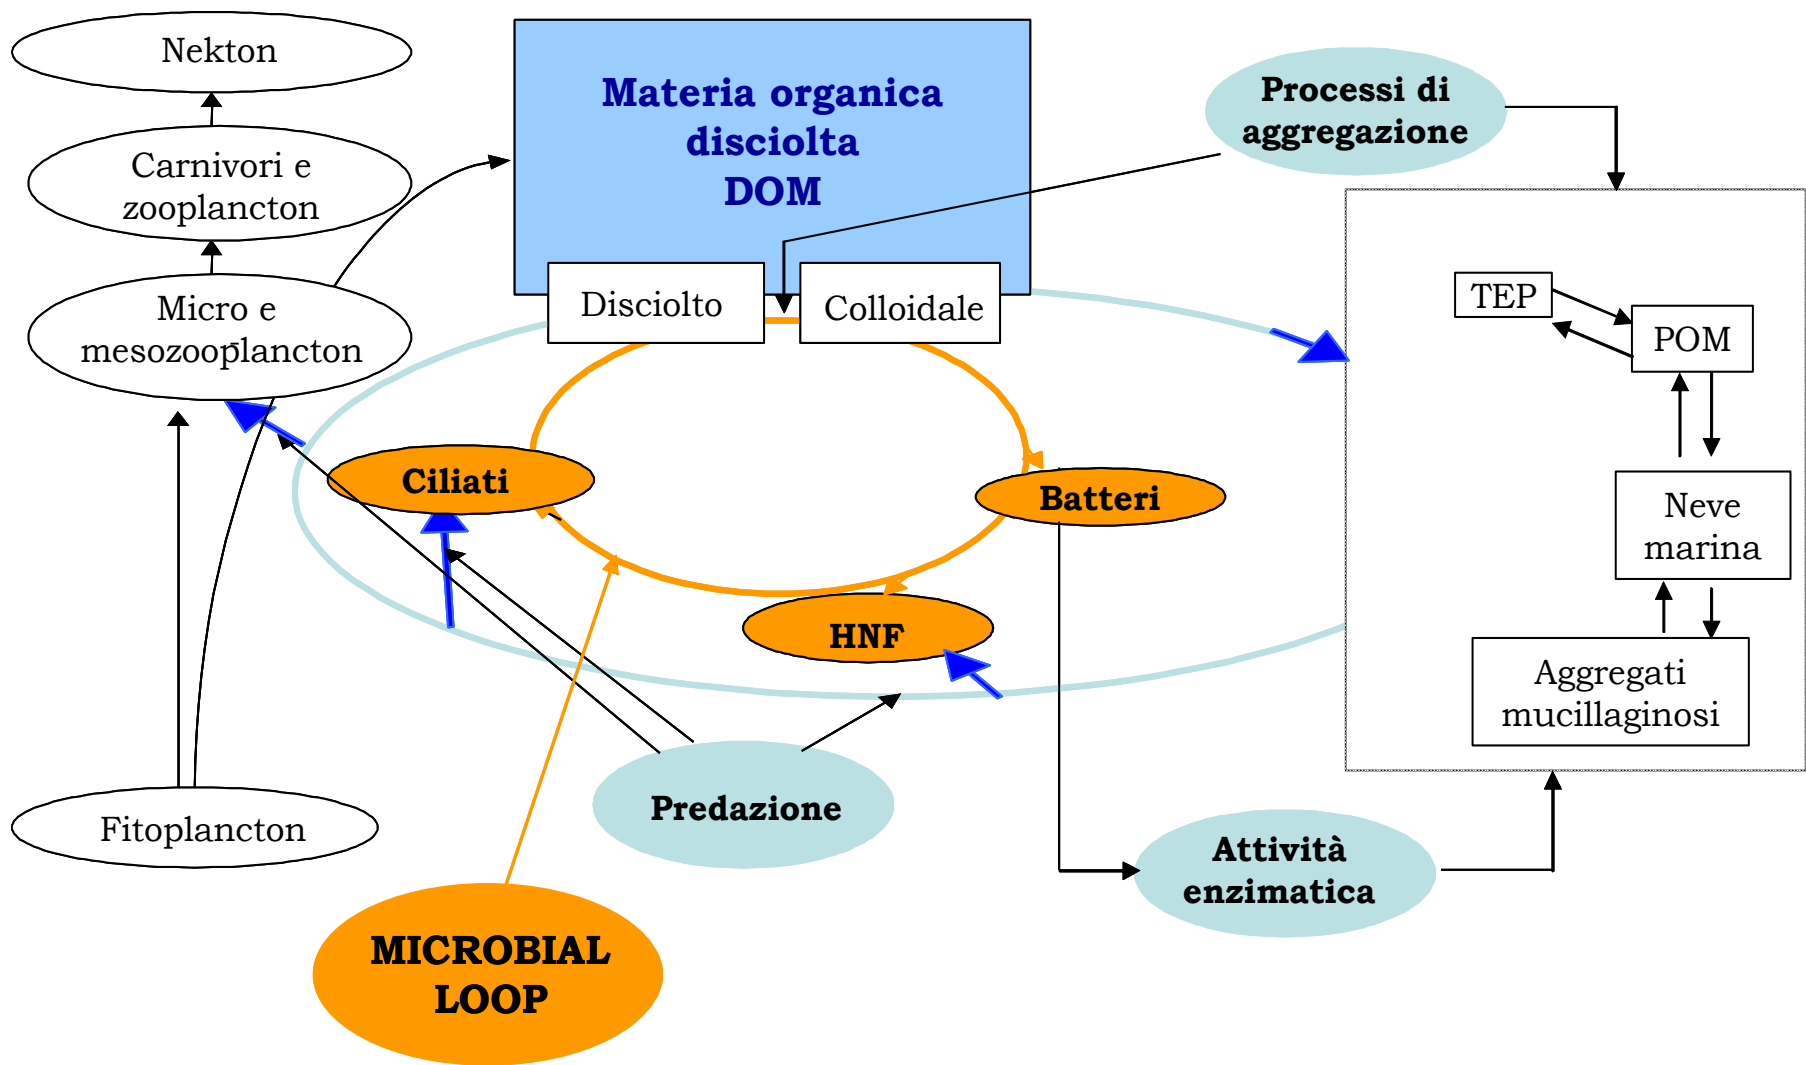 Nekton
Carnivori e
zooplancton
Micro e
mesozooplancton
Fitoplancton
Materia organica
disciolta
DOM
Disciolto
Colloidale
Processi di
aggregazione
TEP
POM
Neve
marina
Aggregati
mucillaginosi
Ciliati
Batteri
HNF
Predazione
Attività
enzimatica
MICROBIAL
LOOP